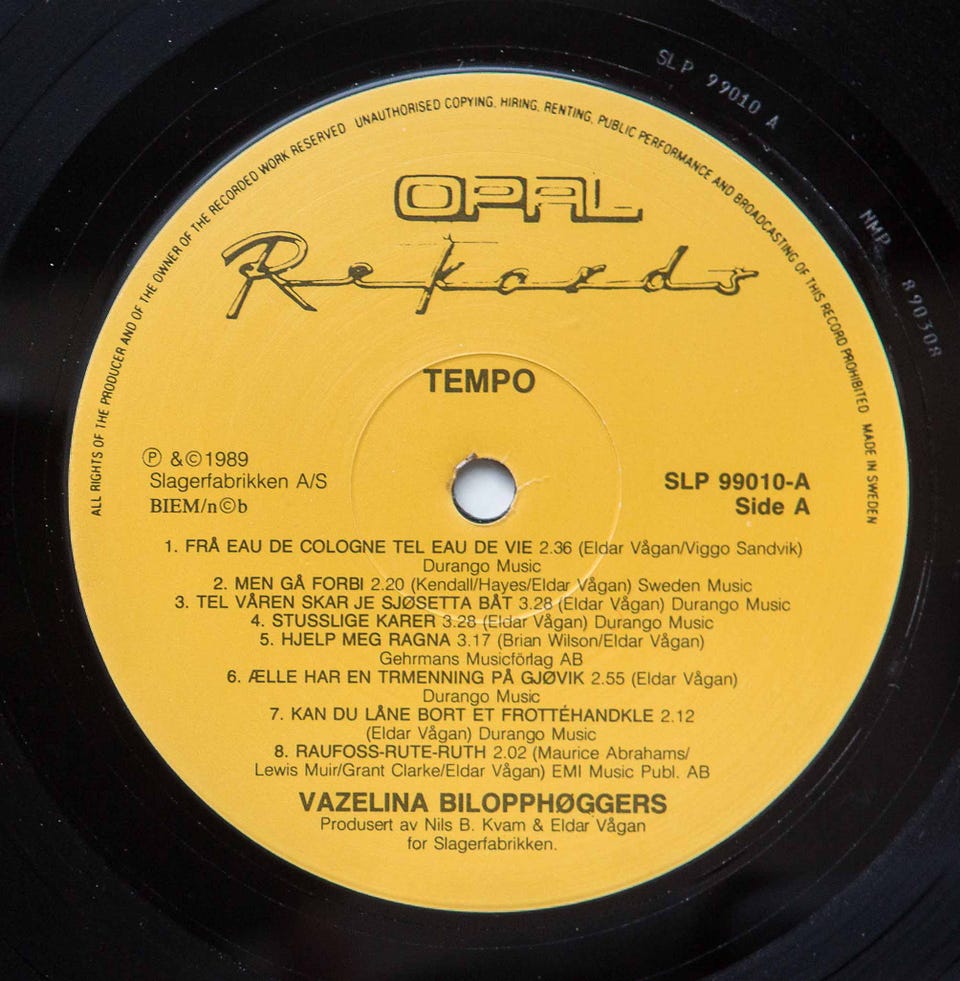 SLP 99010 A
NMP 890308
ALL RIGHTS OF THE PRODUCER AND OF THE OWNER OF THE RECORDED WORK RESERVED UNAUTHORISED COPYING, HIRING, RENTING, PUBLIC PERFORMANCE AND BROADCASTING OF THIS RECORD PROHIBITED MADE IN SWEDEN
OPAL
Rekords
TEMPO
Ⓟ &©1989
Slagerfabrikken A/S
BIEM/n©b
SLP 99010-A
Side A
1. FRÅ EAU DE COLOGNE TEL EAU DE VIE 2.36 (Eldar Vågan/Viggo Sandvik)
Durango Music
2. MEN GÅ FORBI 2.20 (Kendall/Hayes/Eldar Vågan) Sweden Music
3. TEL VÅREN SKAR JE SJØSETTA BÅT 3.28 (Eldar Vågan) Durango Music
4. STUSSLIGE KARER 3.28 (Eldar Vågan) Durango Music
5. HJELP MEG RAGNA 3.17 (Brian Wilson/Eldar Vågan)
Gehrmans Musicförlag AB
6. ÆLLE HAR EN TRMENNING PÅ GJØVIK 2.55 (Eldar Vågan)
Durango Music
7. KAN DU LÅNE BORT ET FROTTÉHANDKLE 2.12
(Eldar Vågan) Durango Music
8. RAUFOSS-RUTE-RUTH 2.02 (Maurice Abrahams/
Lewis Muir/Grant Clarke/Eldar Vågan) EMI Music Publ. AB
VAZELINA BILOPPHØGGERS
Produsert av Nils B. Kvam & Eldar Vågan
for Slagerfabrikken.